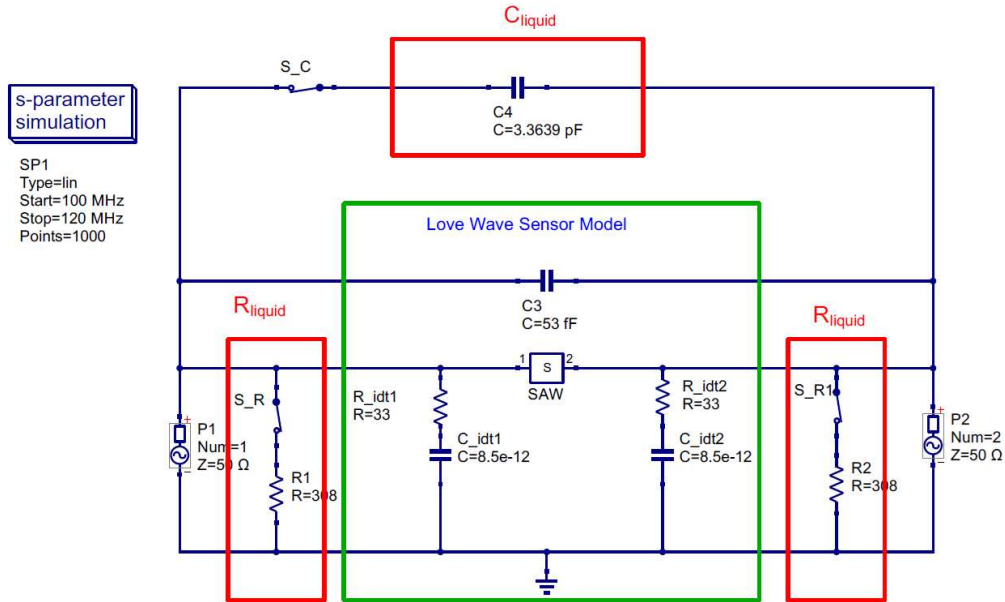 C_liquid
S_C
s-parameter
simulation
C4
C=3.3639 pF
SP1
Type=lin
Start=100 MHz
Stop=120 MHz
Points=1000
Love Wave Sensor Model
C3
C=53 fF
R_liquid
R_liquid
1
S
2
SAW
S_R
R_idt1
R=33
R_idt2
R=33
S_R1
P1
Num=1
Z=50 Ω
C_idt1
C=8.5e-12
C_idt2
C=8.5e-12
P2
Num=2
Z=50 Ω
R1
R=308
R2
R=308